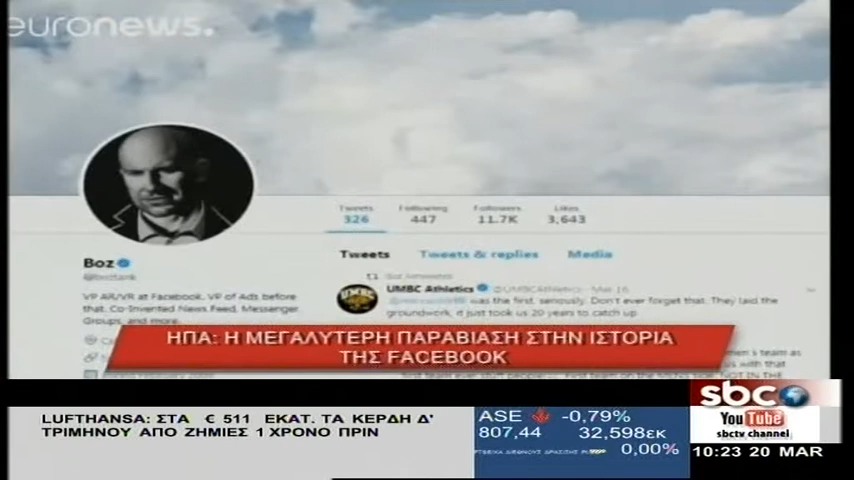 euronews.
Tweets Following Followers Likes
326 447 11.7K 3,643
Boz
Tweets Tweets & replies Media
@boztank
VP AR/VR at Facebook. VP of Ads before
that. Co-Invented News Feed, Messenger,
Groups, and more.
UMBC Athletics @UMBCAthletics Mar 16
was the first, seriously. Don't ever forget that. They laid the
groundwork, it just took us 20 years to catch up
ΗΠΑ: Η ΜΕΓΑΛΥΤΕΡΗ ΠΑΡΑΒΙΑΣΗ ΣΤΗΝ ΙΣΤΟΡΙΑ
ΤΗΣ FACEBOOK
sbc
You Tube
sbctv channel
10:23 20 MAR
LUFTHANSA: ΣΤΑ € 511 ΕΚΑΤ. ΤΑ ΚΕΡΔΗ Δ'
ΤΡΙΜΗΝΟΥ ΑΠΟ ΖΗΜΙΕΣ 1 ΧΡΟΝΟ ΠΡΙΝ
ASE -0,79%
807,44 32,598εκ
0,00%